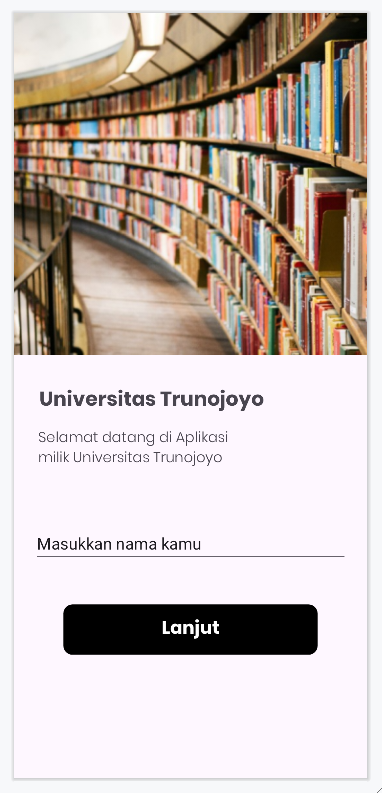 Universitas Trunojoyo
Selamat datang di Aplikasi
milik Universitas Trunojoyo
Masukkan nama kamu
Lanjut